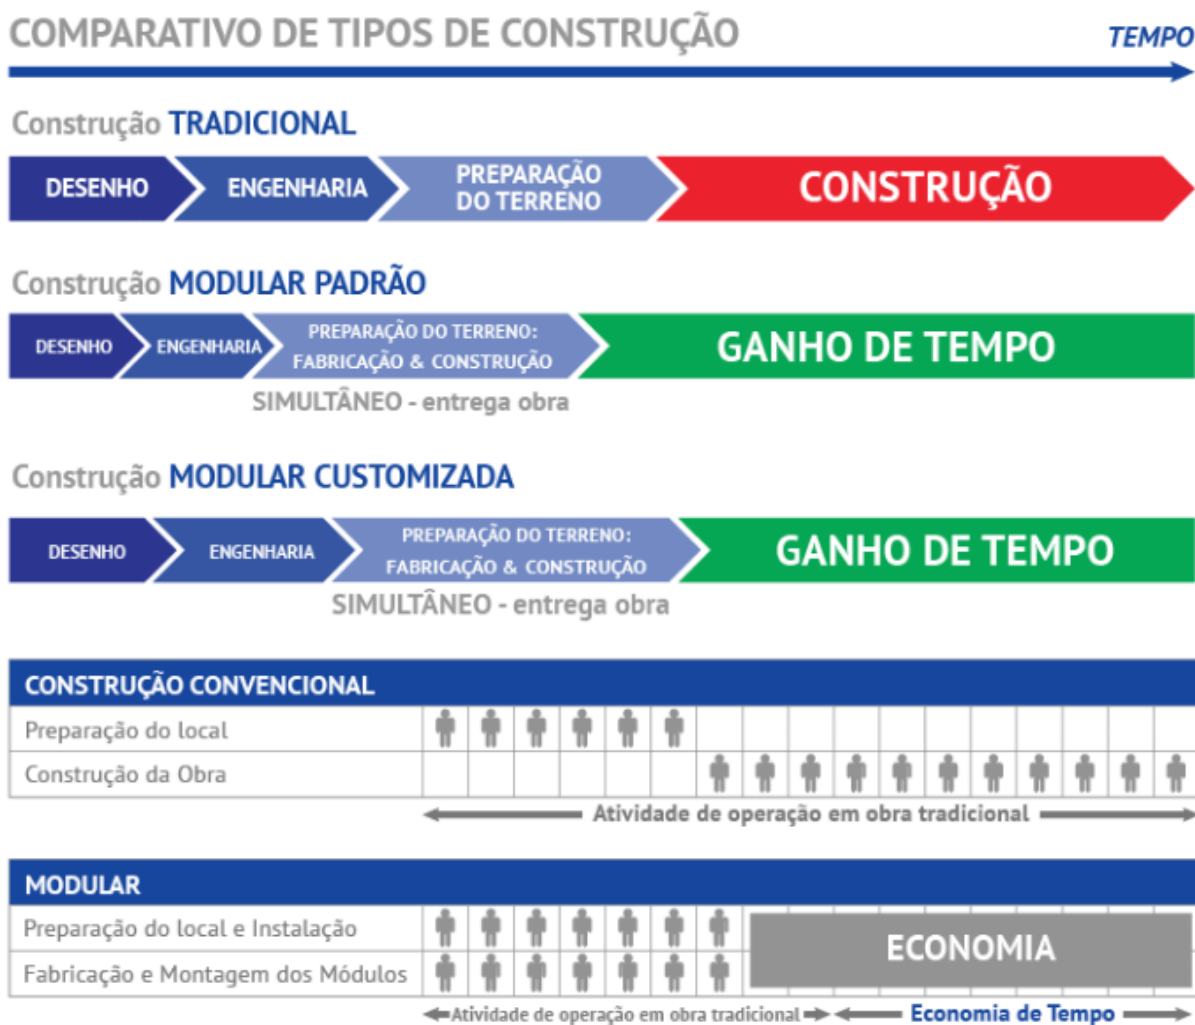 COMPARATIVO DE TIPOS DE CONSTRUÇÃO
TEMPO
Construção TRADICIONAL
DESENHO
ENGENHARIA
PREPARAÇÃO
DO TERRENO
CONSTRUÇÃO
Construção MODULAR PADRÃO
DESENHO
ENGENHARIA
PREPARAÇÃO DO TERRENO:
FABRICAÇÃO & CONSTRUÇÃO
GANHO DE TEMPO
SIMULTÂNEO - entrega obra
Construção MODULAR CUSTOMIZADA
DESENHO
ENGENHARIA
PREPARAÇÃO DO TERRENO:
FABRICAÇÃO & CONSTRUÇÃO
GANHO DE TEMPO
SIMULTÂNEO - entrega obra
CONSTRUÇÃO CONVENCIONAL
Preparação do local
Construção da Obra
Atividade de operação em obra tradicional
MODULAR
Preparação do local e Instalação
Fabricação e Montagem dos Módulos
ECONOMIA
Atividade de operação em obra tradicional
Economia de Tempo